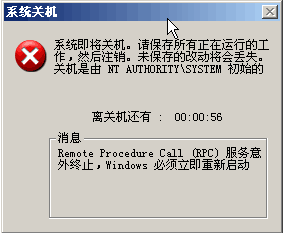 系统关机
系统即将关机。请保存所有正在运行的工
作，然后注销。未保存的改动将会丢失。
关机是由 NT AUTHORITY\SYSTEM 初始的
离关机还有 : 00:00:56
消息
Remote Procedure Call (RPC) 服务意
外终止，Windows 必须立即重新启动